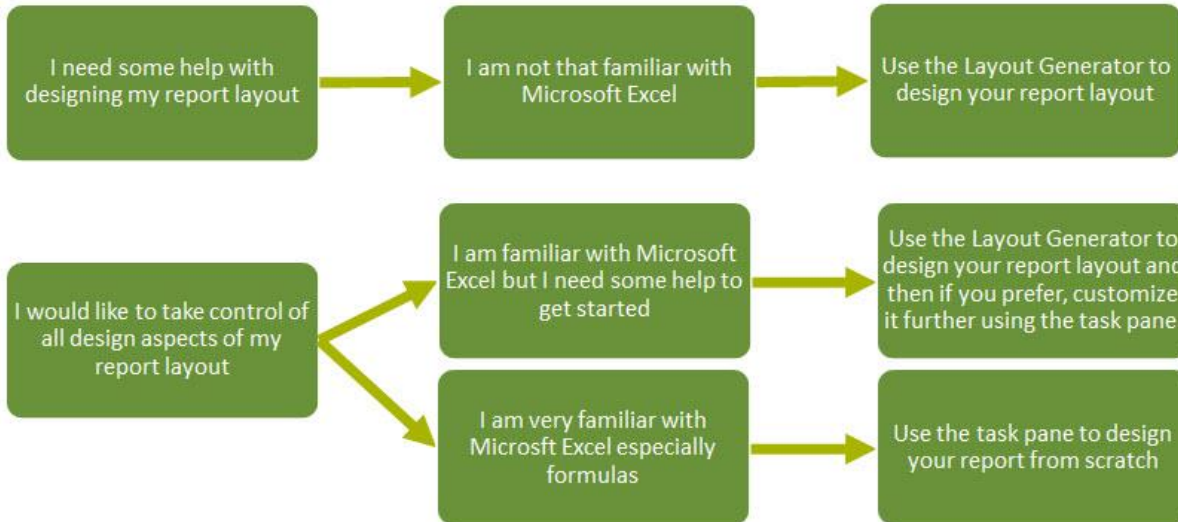 I need some help with
designing my report layout
I am not that familiar with
Microsoft Excel
Use the Layout Generator to
design your report layout
I would like to take control of
all design aspects of my
report layout
I am familiar with Microsoft
Excel but I need some help to
get started
Use the Layout Generator to
design your report layout and
then if you prefer, customize
it further using the task pane
I am very familiar with
Microsft Excel especially
formulas
Use the task pane to design
your report from scratch